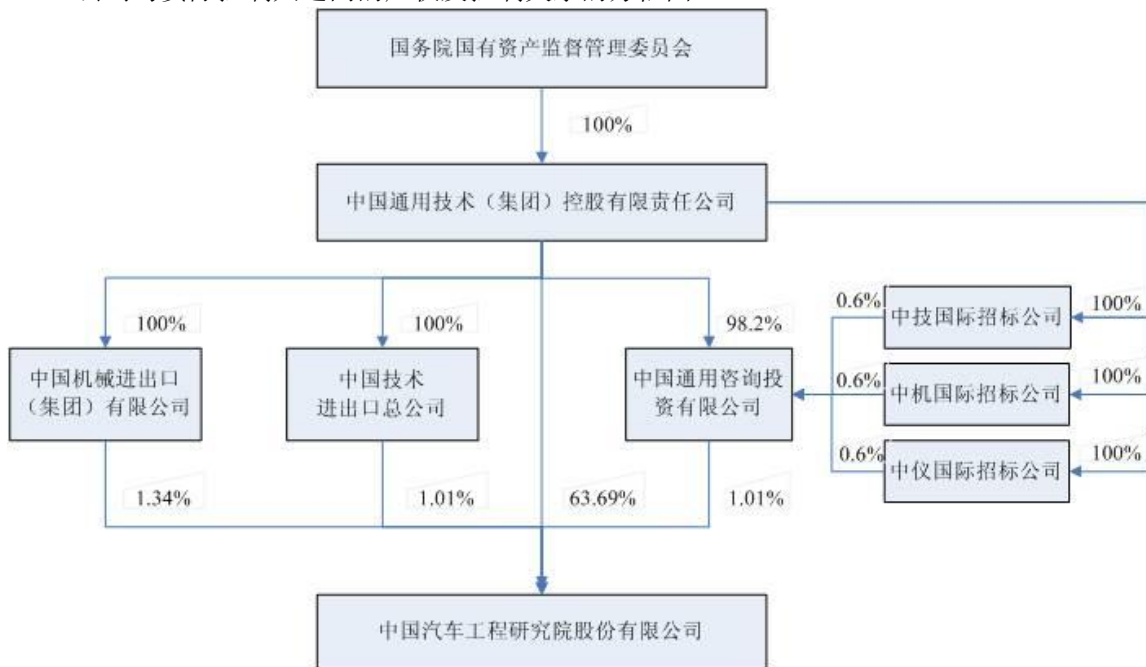 国务院国有资产监督管理委员会
100%
中国通用技术（集团）控股有限责任公司
100%
100%
98.2%
0.6%
中技国际招标公司
100%
中国机械进出口
（集团）有限公司
中国技术
进出口总公司
中国通用咨询投
资有限公司
0.6%
中机国际招标公司
100%
0.6%
中仪国际招标公司
100%
1.34%
1.01%
63.69%
1.01%
中国汽车工程研究院股份有限公司